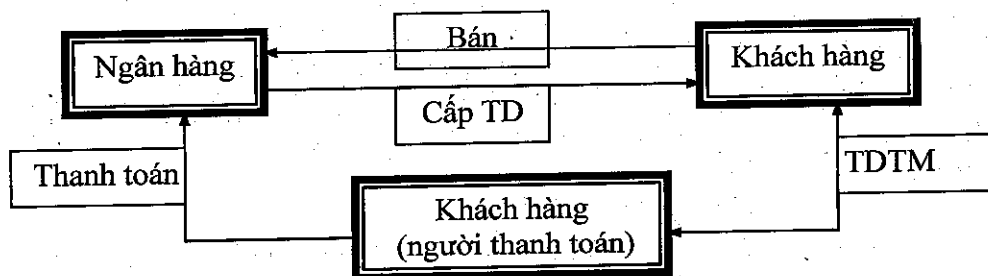 Bán
Ngân hàng
Khách hàng
Cấp TD
Thanh toán
TDTM
Khách hàng
(người thanh toán)